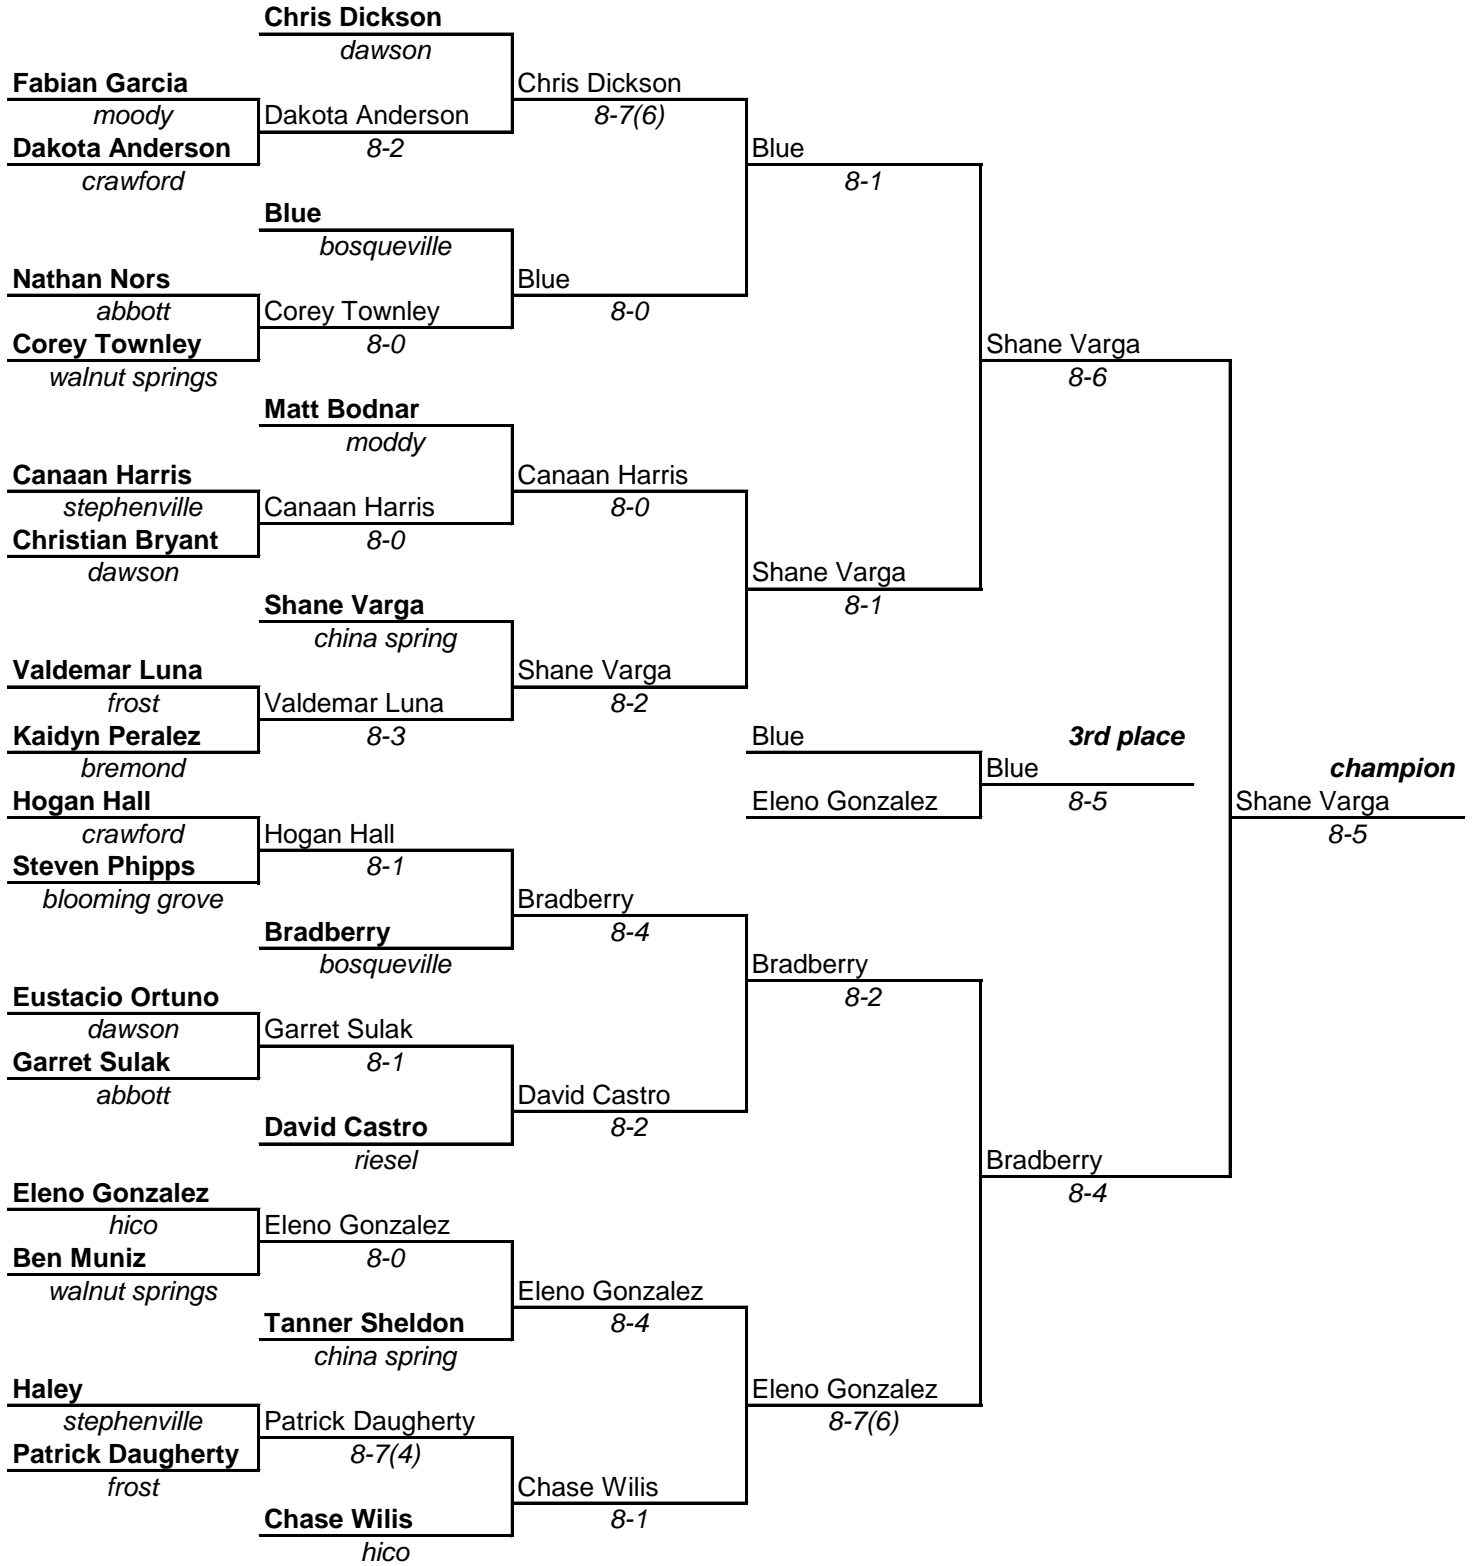 Chris Dickson
dawson
Fabian Garcia
Chris Dickson
moody
Dakota Anderson
8-7(6)
Dakota Anderson
8-2
Blue
crawford
8-1
Blue
bosqueville
Nathan Nors
Blue
abbott
Corey Townley
8-0
Corey Townley
8-0
Shane Varga
walnut springs
8-6
Matt Bodnar
moddy
Canaan Harris
Canaan Harris
stephenville
Canaan Harris
8-0
Christian Bryant
8-0
dawson
Shane Varga
Shane Varga
8-1
china spring
Valdemar Luna
Shane Varga
frost
Valdemar Luna
8-2
Kaidyn Peralez
8-3
Blue
3rd place
bremond
Blue
champion
Hogan Hall
Eleno Gonzalez
8-5
Shane Varga
crawford
Hogan Hall
8-5
Steven Phipps
8-1
blooming grove
Bradberry
Bradberry
8-4
bosqueville
Bradberry
Eustacio Ortuno
8-2
dawson
Garret Sulak
Garret Sulak
8-1
abbott
David Castro
David Castro
8-2
riesel
Bradberry
Eleno Gonzalez
8-4
hico
Eleno Gonzalez
Ben Muniz
8-0
walnut springs
Eleno Gonzalez
Tanner Sheldon
8-4
china spring
Haley
Eleno Gonzalez
stephenville
Patrick Daugherty
8-7(6)
Patrick Daugherty
8-7(4)
frost
Chase Wilis
Chase Wilis
8-1
hico